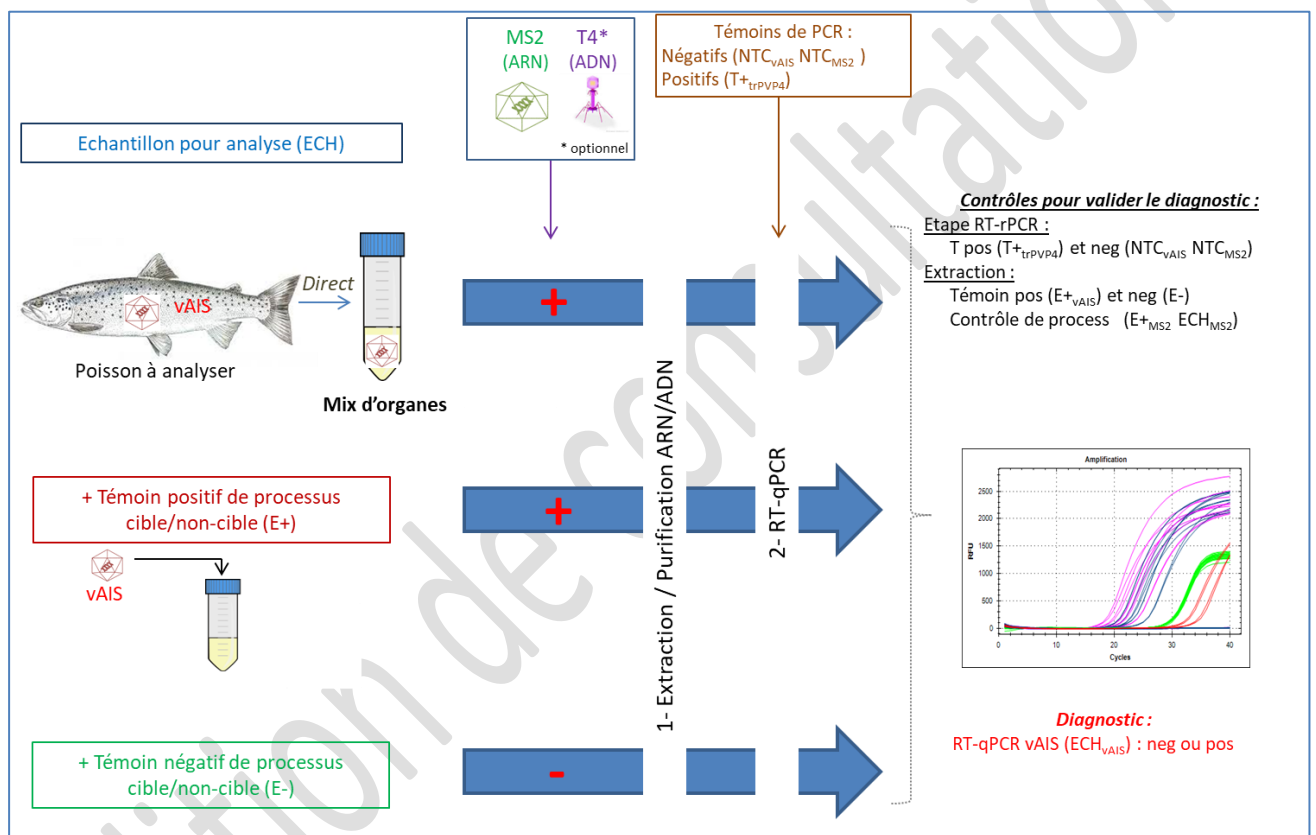 MS2
(ARN)
T4*
(ADN)
* optionnel
Témoins de PCR :
Négatifs (NTCvAIS NTCMS2 )
Positifs (T+trPVP4)
Echantillon pour analyse (ECH)
vAIS
Direct
Poisson à analyser
Mix d'organes
+
Contrôles pour valider le diagnostic :
Etape RT-rPCR :
T pos (T+trPVP4) et neg (NTCvAIS NTCMS2)
Extraction :
Témoin pos (E+vAIS) et neg (E-)
Contrôle de process (E+MS2 ECHMS2)
+ Témoin positif de processus
cible/non-cible (E+)
vAIS
+
1- Extraction / Purification ARN/ADN
2- RT-qPCR
Amplification
RFU
2500
2000
1500
1000
500
0
0 10 20 30 40
Cycles
+ Témoin négatif de processus
cible/non-cible (E-)
-
Diagnostic :
RT-qPCR vAIS (ECHvAIS) : neg ou pos
ition de consultation